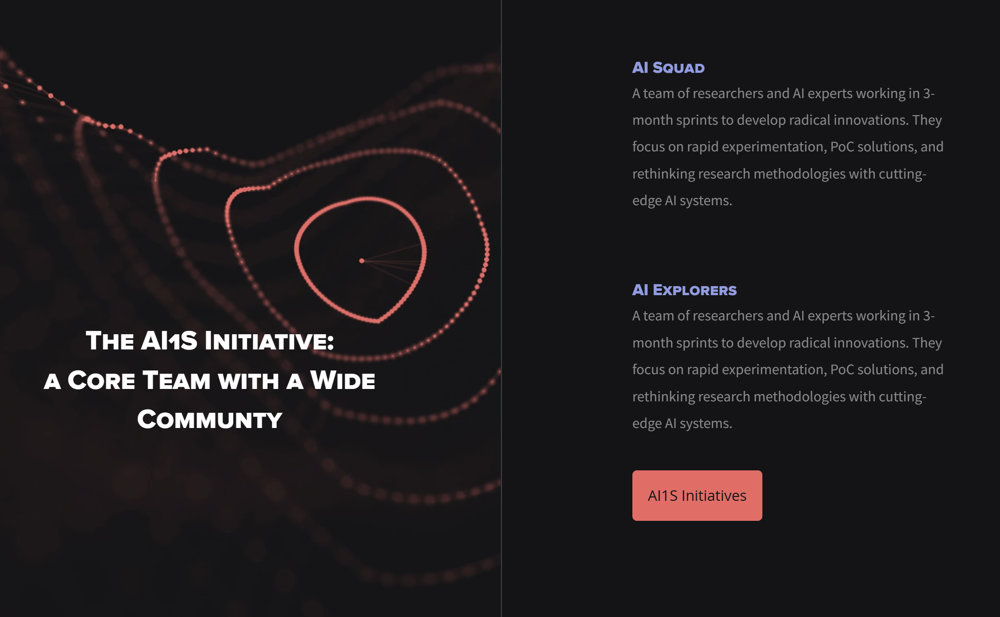 The AI1S Initiative:
a Core Team with a Wide
Communty
AI Squad
A team of researchers and AI experts working in 3-
month sprints to develop radical innovations. They
focus on rapid experimentation, PoC solutions, and
rethinking research methodologies with cutting-
edge AI systems.
AI Explorers
A team of researchers and AI experts working in 3-
month sprints to develop radical innovations. They
focus on rapid experimentation, PoC solutions, and
rethinking research methodologies with cutting-
edge AI systems.
AI1S Initiatives